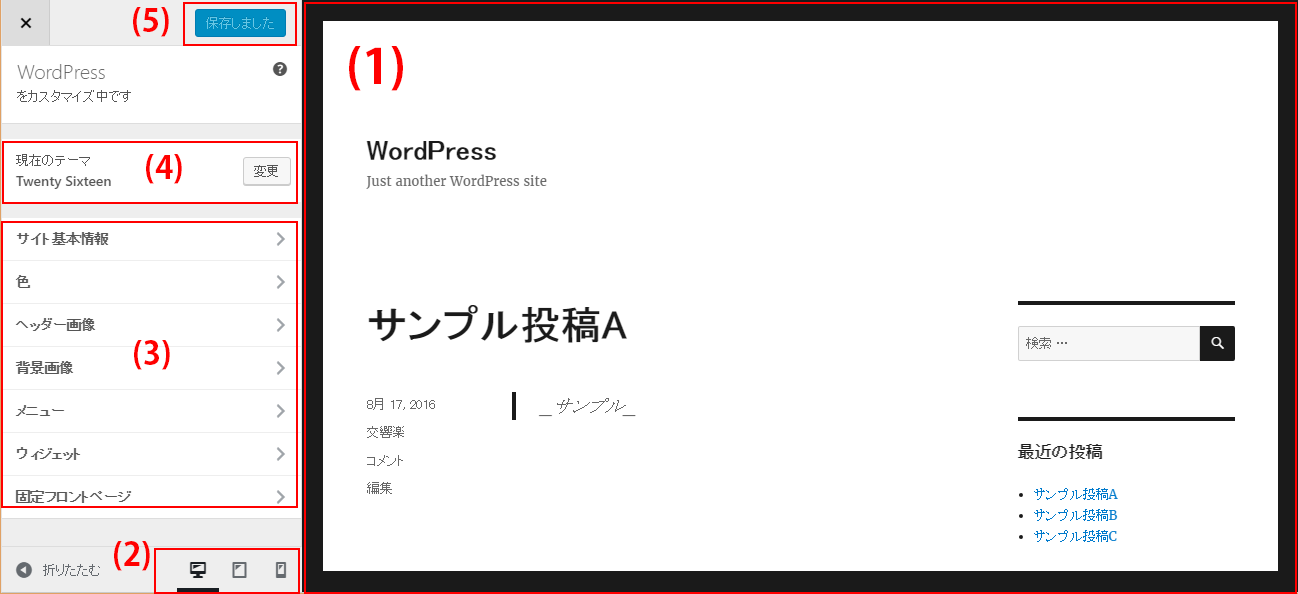 (5)
保存しました
WordPress
をカスタマイズ中です
現在のテーマ
Twenty Sixteen
(4)
変更
サイト基本情報
色
ヘッダー画像
背景画像
(3)
メニュー
ウィジェット
固定フロントページ
折りたたむ
(2)
(1)
WordPress
Just another WordPress site
サンプル投稿A
8月 17, 2016
交響楽
コメント
編集
＿サンプル＿
検索 …
最近の投稿
サンプル投稿A
サンプル投稿B
サンプル投稿C